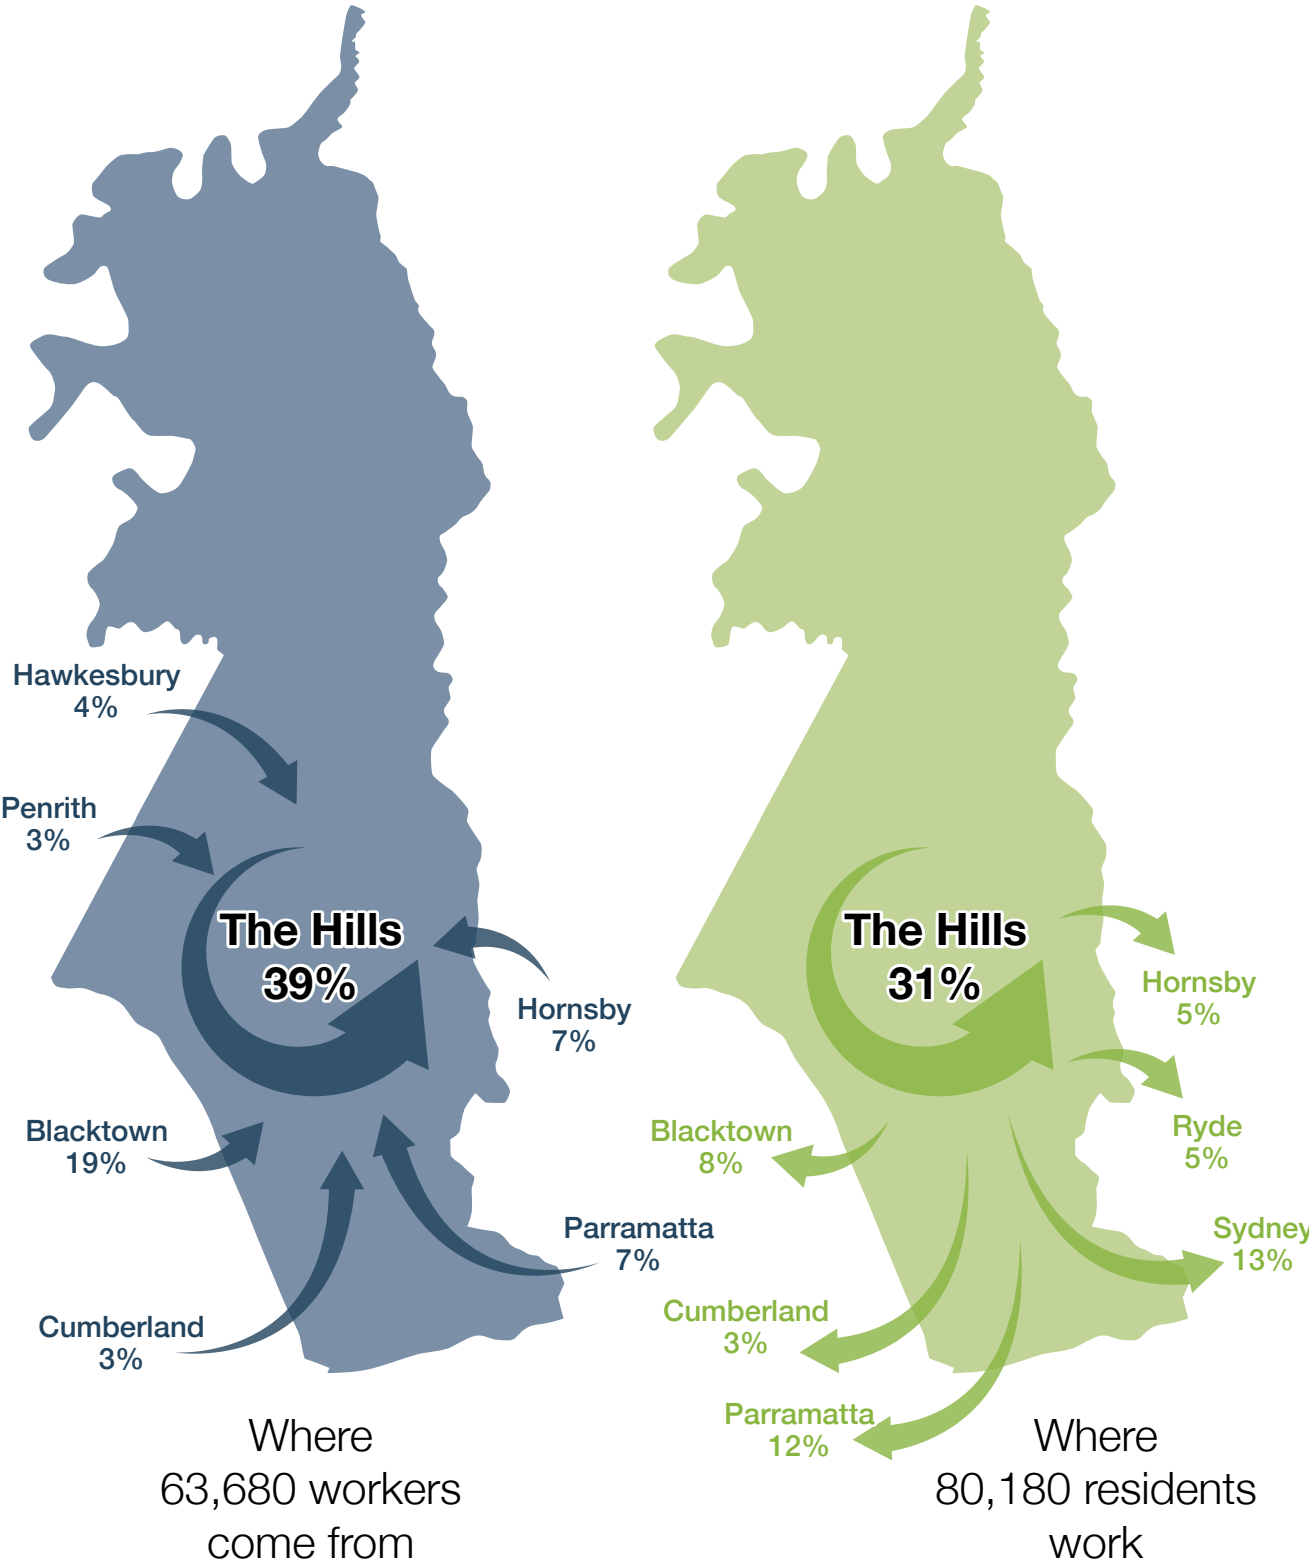 Hawkesbury
4%
Penrith
3%
The Hills
39%
Hornsby
7%
Blacktown
19%
Parramatta
7%
Cumberland
3%
Where
63,680 workers
come from
The Hills
31%
Hornsby
5%
Ryde
5%
Blacktown
8%
Sydney
13%
Cumberland
3%
Parramatta
12%
Where
80,180 residents
work